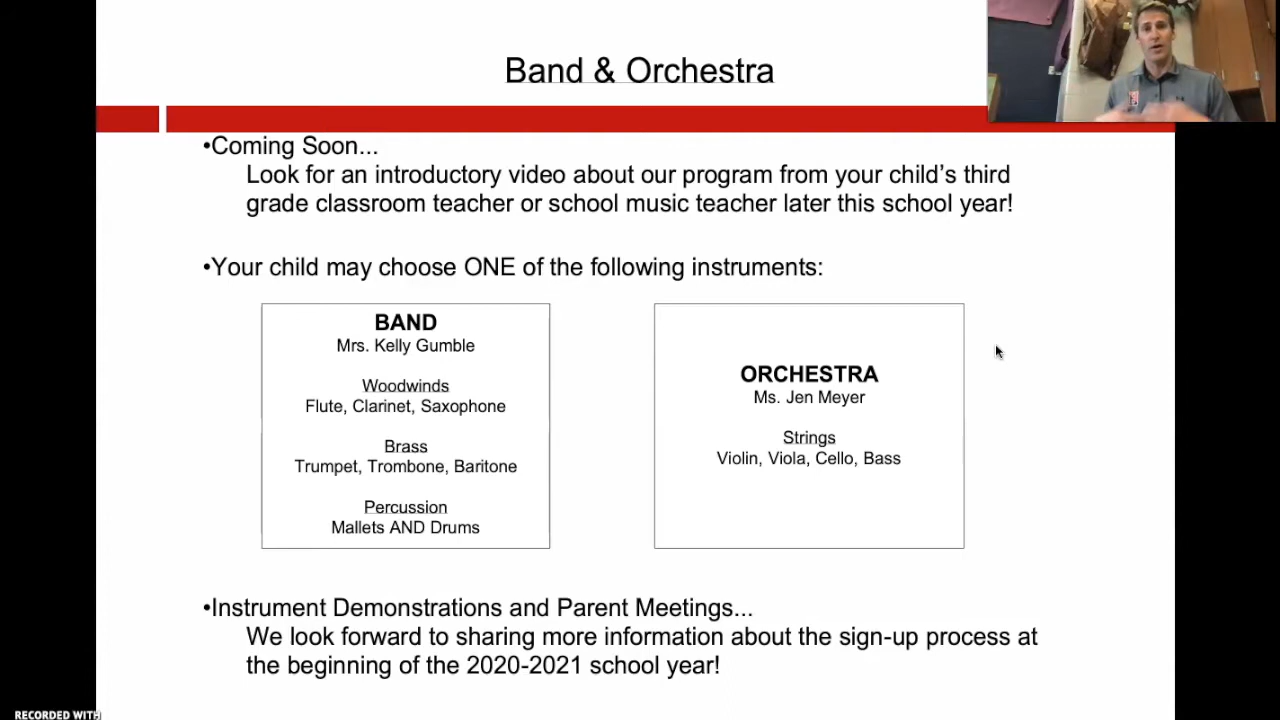 Band & Orchestra
•Coming Soon...
Look for an introductory video about our program from your child’s third
grade classroom teacher or school music teacher later this school year!
•Your child may choose ONE of the following instruments:
BAND
Mrs. Kelly Gumble
Woodwinds
Flute, Clarinet, Saxophone
Brass
Trumpet, Trombone, Baritone
Percussion
Mallets AND Drums
ORCHESTRA
Ms. Jen Meyer
Strings
Violin, Viola, Cello, Bass
•Instrument Demonstrations and Parent Meetings...
We look forward to sharing more information about the sign-up process at
the beginning of the 2020-2021 school year!
RECORDED WITH